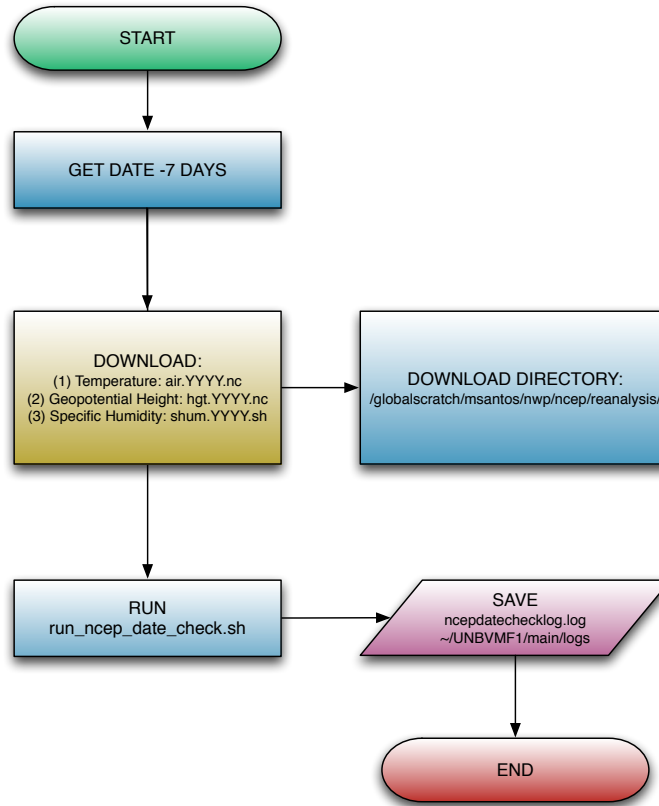 START
GET DATE -7 DAYS
DOWNLOAD:
(1) Temperature: air.YYYY.nc
(2) Geopotential Height: hgt.YYYY.nc
(3) Specific Humidity: shum.YYYY.sh
DOWNLOAD DIRECTORY:
/globalscratch/msantos/nwp/ncep/reanalysis/
RUN
run_ncep_date_check.sh
SAVE
ncepdatechecklog.log
~/UNBVMF1/main/logs
END